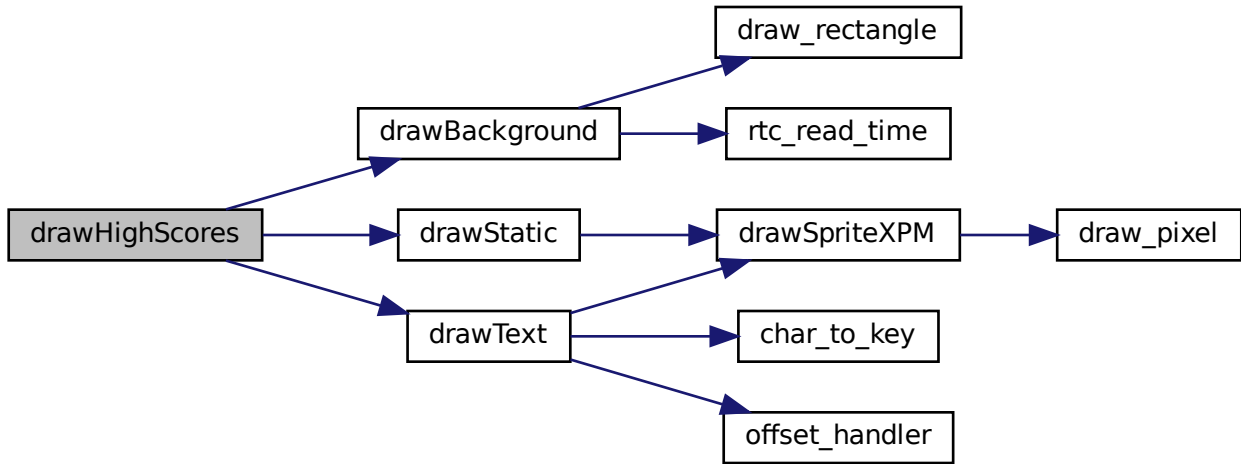 drawHighScores
drawBackground
draw_rectangle
rtc_read_time
drawStatic
drawSpriteXPM
draw_pixel
drawText
char_to_key
offset_handler